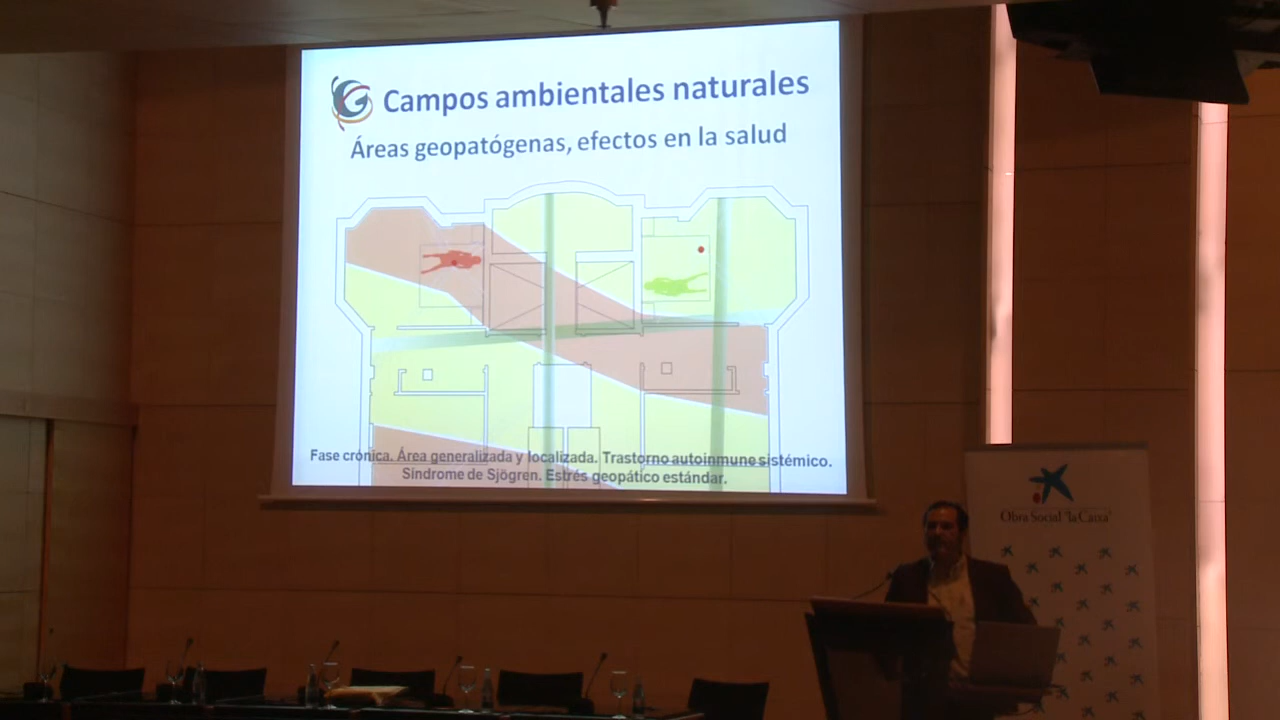 Campos ambientales naturales
Áreas geopatógenas, efectos en la salud
Fase crónica. Área generalizada y localizada. Trastorno autoinmune sistémico.
Síndrome de Sjögren. Estrés geopático estándar.
Obra Social "la Caixa"